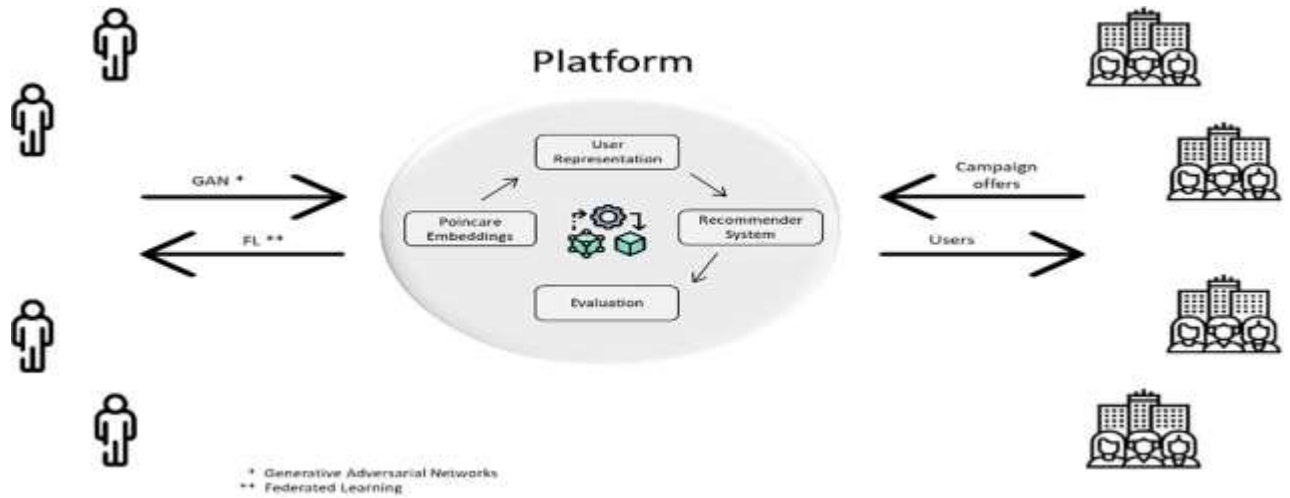 Platform
User
Representation
GAN *
Campaign
offers
Poincare
Embeddings
Recommender
System
FL **
Users
Evaluation
* Generative Adversarial Networks
** Federated Learning